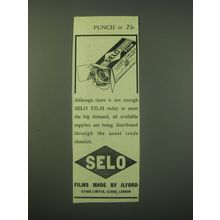 PUNCH or The
Although there is not enough
SELO FILM today to meet
the big demand, all available
supplies are being distributed
through the usual trade
channels.
SELO
FILMS MADE BY ILFORD
ILFORD LIMITED, ILFORD, LONDON